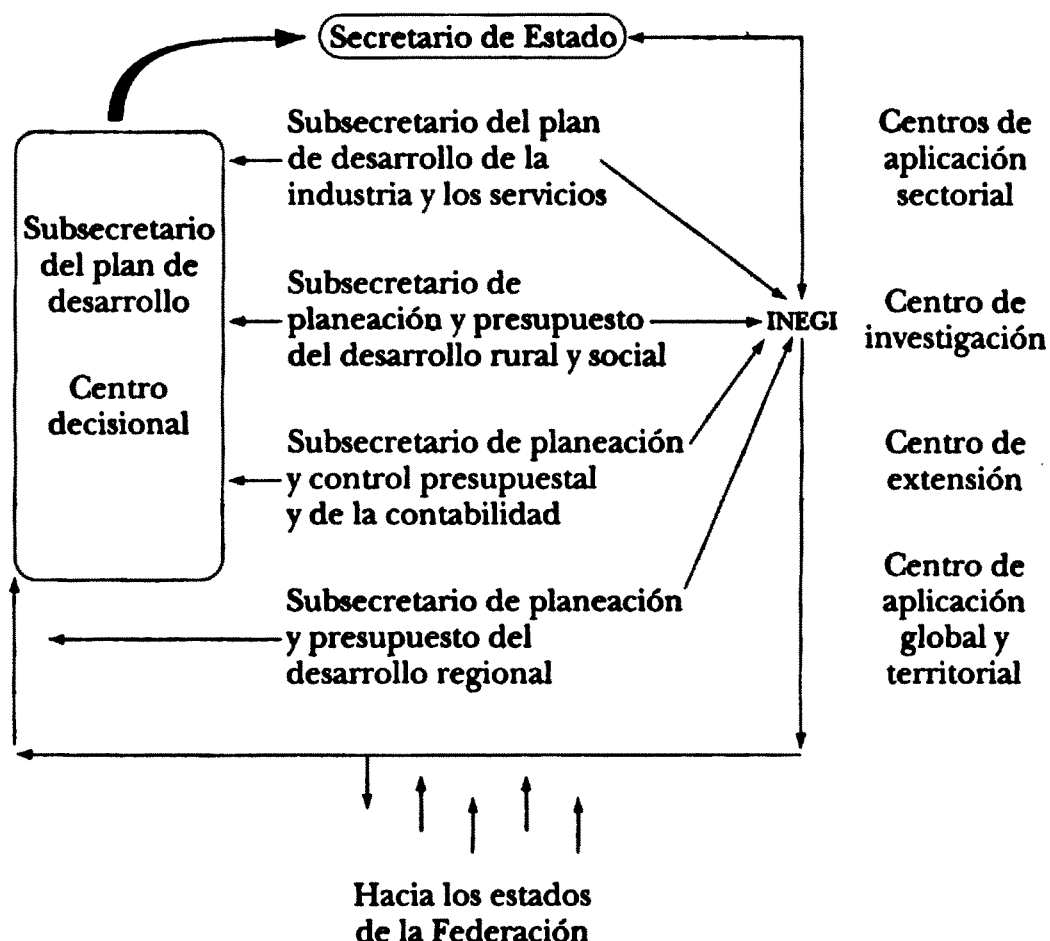 Secretario de Estado
Subsecretario del plan
de desarrollo de la
industria y los servicios
Centros de
aplicación
sectorial
Subsecretario
del plan de
desarrollo
Centro
decisional
Subsecretario de
planeación y presupuesto
del desarrollo rural y social
INEGI
Centro de
investigación
Subsecretario de planeación
y control presupuestal
y de la contabilidad
Centro de
extensión
Subsecretario de planeación
y presupuesto del
desarrollo regional
Centro de
aplicación
global y
territorial
Hacia los estados
de la Federación